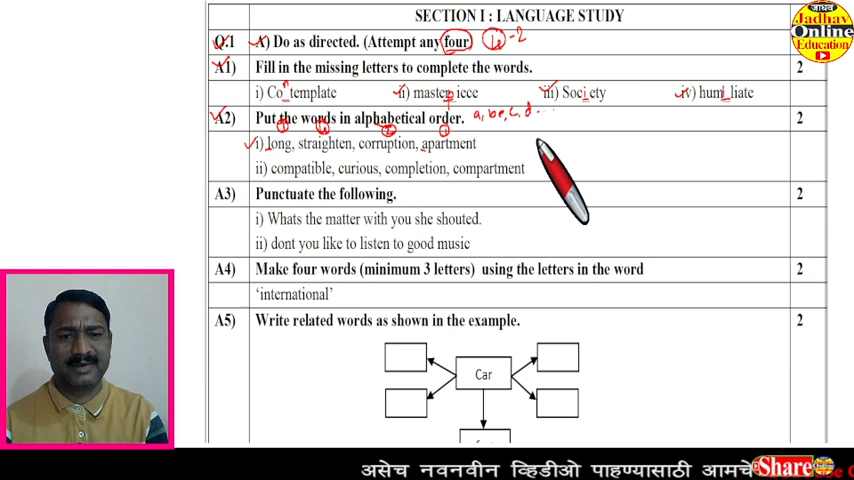 SECTION I : LANGUAGE STUDY
Q.1 A) Do as directed. (Attempt any four)
A1) Fill in the missing letters to complete the words. 2
i) Co_template ii) master_piece iii) Soc_ety iv) hum_liate
n p i i
A2) Put the words in alphabetical order. 2
a, b, c, d...
i) long, straighten, corruption, apartment
ii) compatible, curious, completion, compartment
A3) Punctuate the following. 2
i) Whats the matter with you she shouted.
ii) dont you like to listen to good music
A4) Make four words (minimum 3 letters) using the letters in the word 2
‘international’
A5) Write related words as shown in the example. 2
Car
जाधव
Jadhav
Online
Education
असेच नवनवीन व्हिडीओ पाहण्यासाठी आमचे
Share